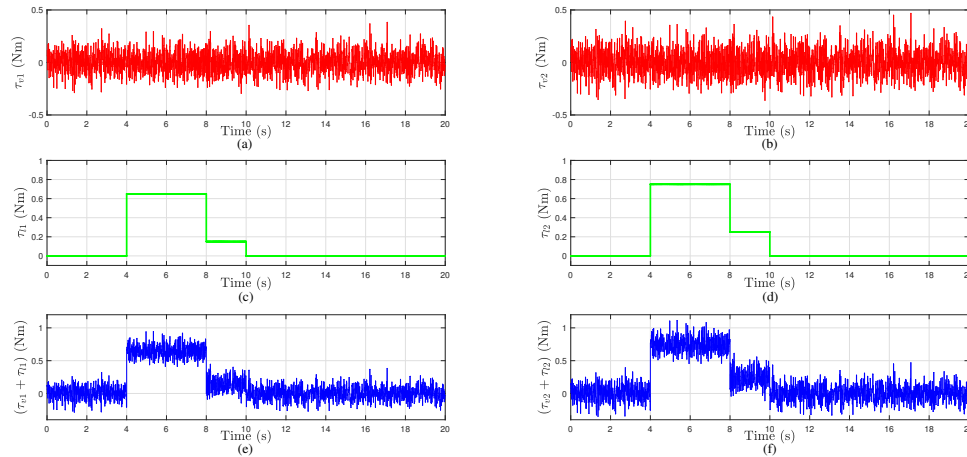 0.5
0
-0.5
τv1 (Nm)
0 2 4 6 8 10 12 14 16 18 20
Time (s)
(a)
0.5
0
-0.5
τv2 (Nm)
0 2 4 6 8 10 12 14 16 18 20
Time (s)
(b)
1
0.8
0.6
0.4
0.2
0
τl1 (Nm)
0 2 4 6 8 10 12 14 16 18 20
Time (s)
(c)
1
0.8
0.6
0.4
0.2
0
τl2 (Nm)
0 2 4 6 8 10 12 14 16 18 20
Time (s)
(d)
1
0.5
0
(τv1 + τl1) (Nm)
0 2 4 6 8 10 12 14 16 18 20
Time (s)
(e)
1
0.5
0
(τv2 + τl2) (Nm)
0 2 4 6 8 10 12 14 16 18 20
Time (s)
(f)